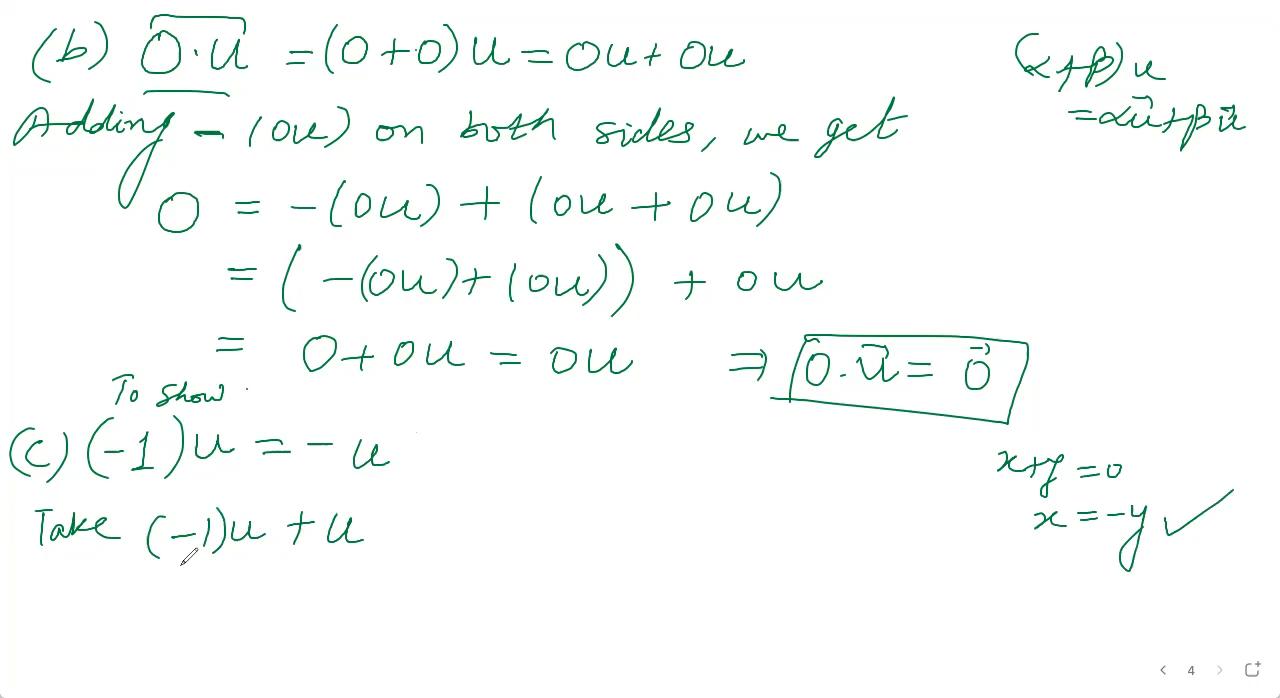 (b) 0·u = (0+0)u = 0u + 0u
(α+β)u
= αu⃗ + βu⃗
Adding -(0u) on both sides, we get
0 = -(0u) + (0u + 0u)
= (-(0u) + (0u)) + 0u
= 0 + 0u = 0u ⇒ 0·u⃗ = 0⃗
To show
(c) (-1)u = -u
x+y = 0
x = -y ✓
Take (-1)u + u
4